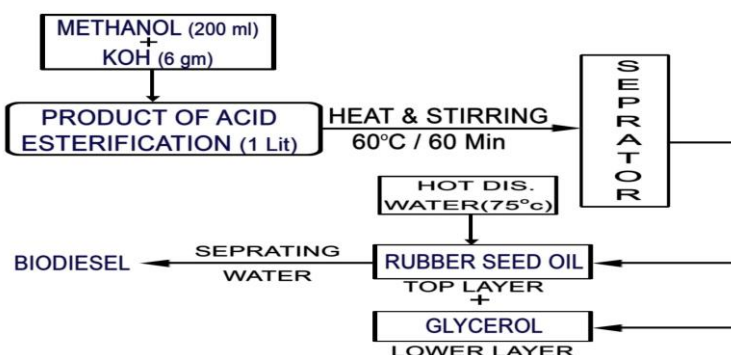 METHANOL (200 ml)
+
KOH (6 gm)
PRODUCT OF ACID
ESTERIFICATION (1 Lit)
HEAT & STIRRING
60°C / 60 Min
SEPRATOR
HOT DIS.
WATER(75°c)
BIODIESEL
SEPRATING
WATER
RUBBER SEED OIL
TOP LAYER
+
GLYCEROL
LOWER LAYER